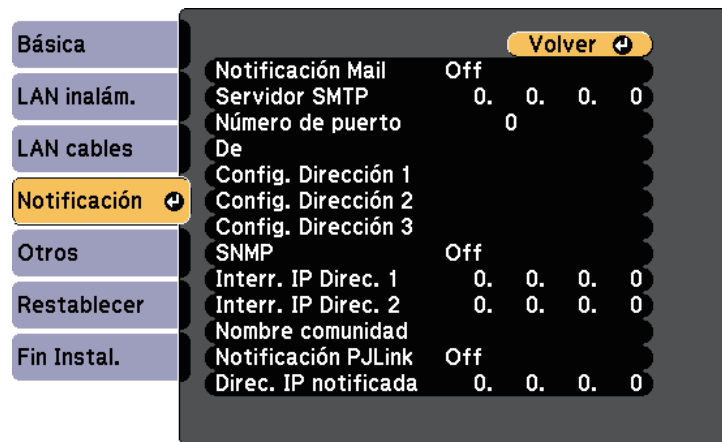 Básica
LAN inalám.
LAN cables
Notificación
Otros
Restablecer
Fin Instal.
Volver
Notificación Mail Off
Servidor SMTP 0. 0. 0. 0
Número de puerto 0
De
Config. Dirección 1
Config. Dirección 2
Config. Dirección 3
SNMP Off
Interr. IP Direc. 1 0. 0. 0. 0
Interr. IP Direc. 2 0. 0. 0. 0
Nombre comunidad
Notificación PJLink Off
Direc. IP notificada 0. 0. 0. 0